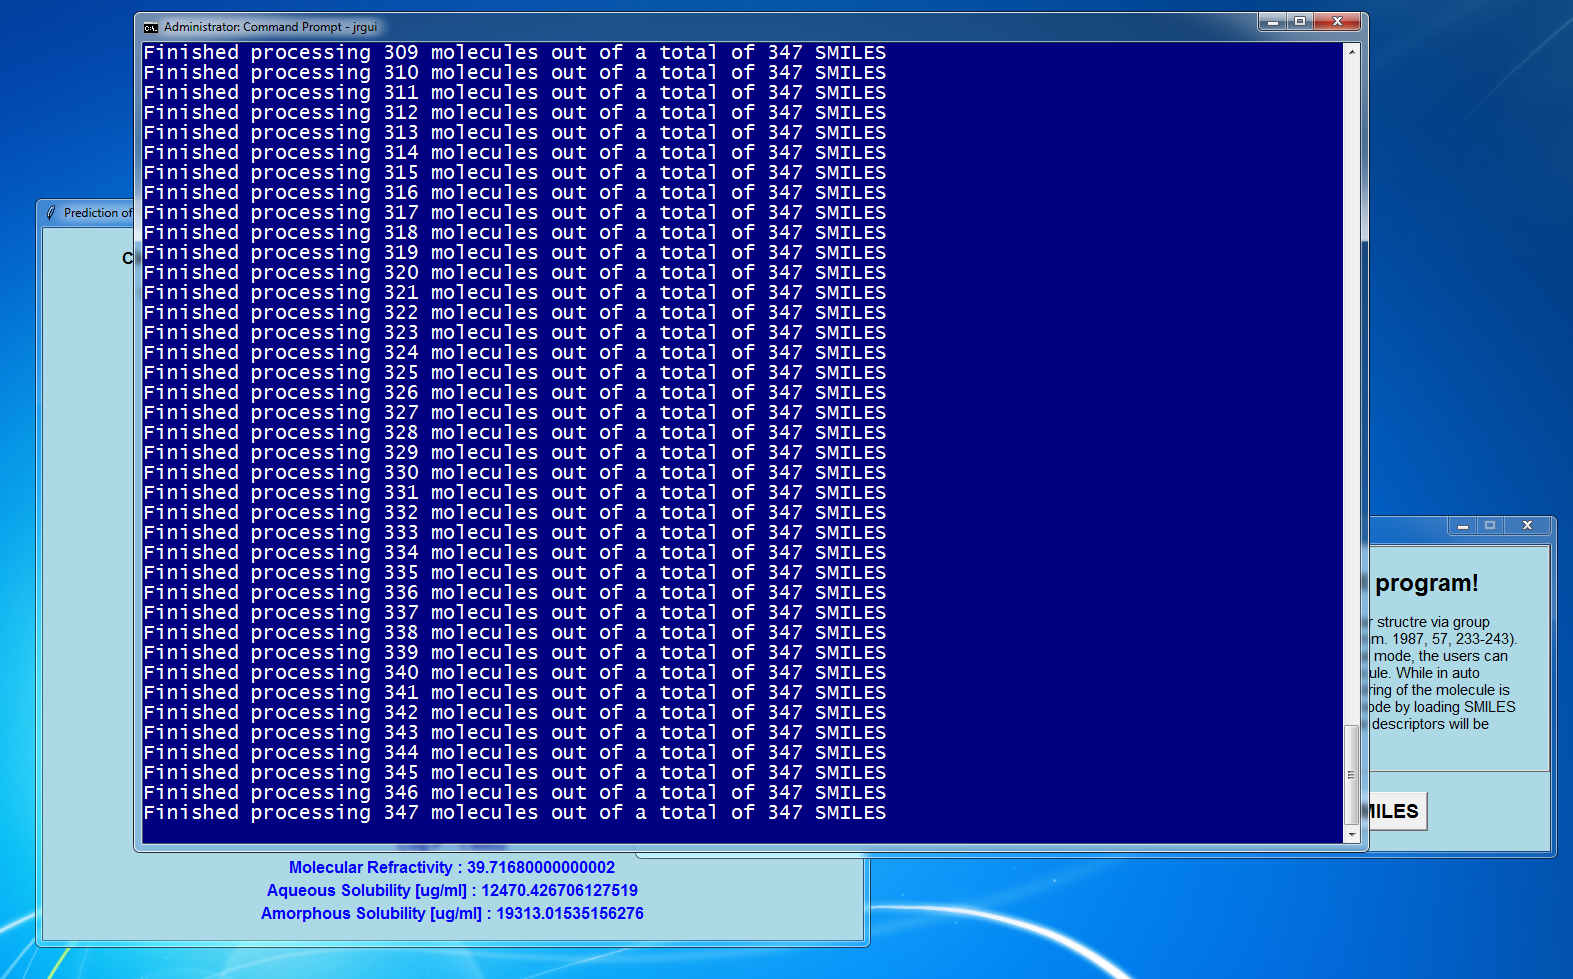 Administrator: Command Prompt - jrgui
Finished processing 309 molecules out of a total of 347 SMILES
Finished processing 310 molecules out of a total of 347 SMILES
Finished processing 311 molecules out of a total of 347 SMILES
Finished processing 312 molecules out of a total of 347 SMILES
Finished processing 313 molecules out of a total of 347 SMILES
Finished processing 314 molecules out of a total of 347 SMILES
Finished processing 315 molecules out of a total of 347 SMILES
Finished processing 316 molecules out of a total of 347 SMILES
Finished processing 317 molecules out of a total of 347 SMILES
Finished processing 318 molecules out of a total of 347 SMILES
Finished processing 319 molecules out of a total of 347 SMILES
Finished processing 320 molecules out of a total of 347 SMILES
Finished processing 321 molecules out of a total of 347 SMILES
Finished processing 322 molecules out of a total of 347 SMILES
Finished processing 323 molecules out of a total of 347 SMILES
Finished processing 324 molecules out of a total of 347 SMILES
Finished processing 325 molecules out of a total of 347 SMILES
Finished processing 326 molecules out of a total of 347 SMILES
Finished processing 327 molecules out of a total of 347 SMILES
Finished processing 328 molecules out of a total of 347 SMILES
Finished processing 329 molecules out of a total of 347 SMILES
Finished processing 330 molecules out of a total of 347 SMILES
Finished processing 331 molecules out of a total of 347 SMILES
Finished processing 332 molecules out of a total of 347 SMILES
Finished processing 333 molecules out of a total of 347 SMILES
Finished processing 334 molecules out of a total of 347 SMILES
Finished processing 335 molecules out of a total of 347 SMILES
Finished processing 336 molecules out of a total of 347 SMILES
Finished processing 337 molecules out of a total of 347 SMILES
Finished processing 338 molecules out of a total of 347 SMILES
Finished processing 339 molecules out of a total of 347 SMILES
Finished processing 340 molecules out of a total of 347 SMILES
Finished processing 341 molecules out of a total of 347 SMILES
Finished processing 342 molecules out of a total of 347 SMILES
Finished processing 343 molecules out of a total of 347 SMILES
Finished processing 344 molecules out of a total of 347 SMILES
Finished processing 345 molecules out of a total of 347 SMILES
Finished processing 346 molecules out of a total of 347 SMILES
Finished processing 347 molecules out of a total of 347 SMILES
Prediction of
C
Molecular Refractivity : 39.71680000000002
Aqueous Solubility [ug/ml] : 12470.426706127519
Amorphous Solubility [ug/ml] : 19313.01535156276
program!
r structre via group
m. 1987, 57, 233-243).
mode, the users can
ule. While in auto
ring of the molecule is
ode by loading SMILES
descriptors will be
MILES